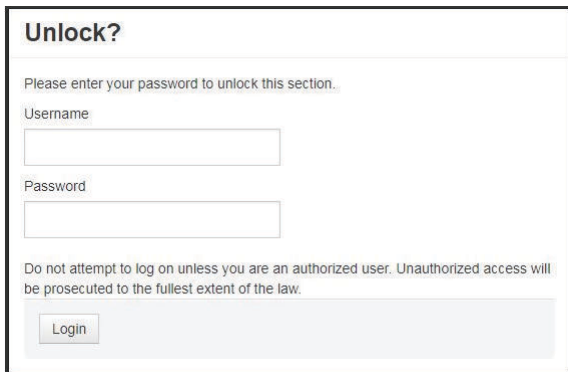 Unlock?
Please enter your password to unlock this section.
Username
Password
Do not attempt to log on unless you are an authorized user. Unauthorized access will
be prosecuted to the fullest extent of the law.
Login